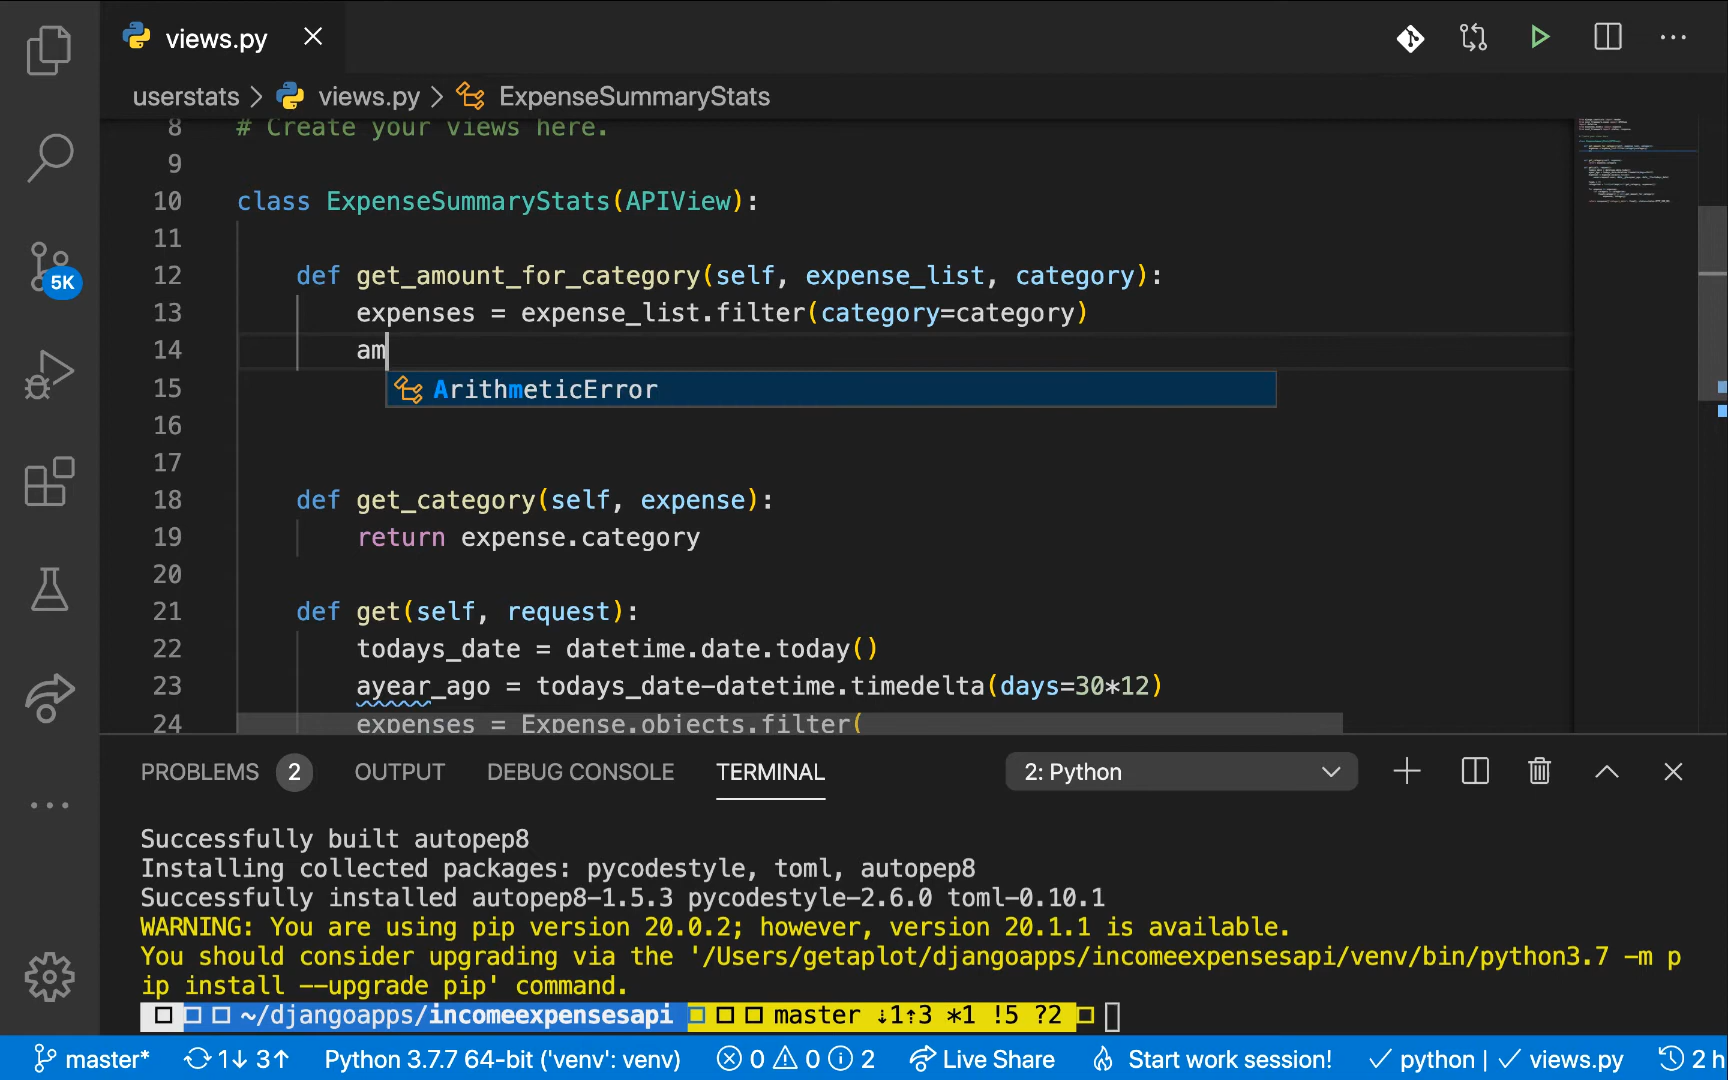 views.py
userstats > views.py > ExpenseSummaryStats
8 # Create your views here.
9
10 class ExpenseSummaryStats(APIView):
11
12 def get_amount_for_category(self, expense_list, category):
13 expenses = expense_list.filter(category=category)
14 am
ArithmeticError
15
16
17
18 def get_category(self, expense):
19 return expense.category
20
21 def get(self, request):
22 todays_date = datetime.date.today()
23 ayear_ago = todays_date-datetime.timedelta(days=30*12)
24 expenses = Expense.objects.filter(
5K
PROBLEMS 2 OUTPUT DEBUG CONSOLE TERMINAL 2: Python
Successfully built autopep8
Installing collected packages: pycodestyle, toml, autopep8
Successfully installed autopep8-1.5.3 pycodestyle-2.6.0 toml-0.10.1
WARNING: You are using pip version 20.0.2; however, version 20.1.1 is available.
You should consider upgrading via the '/Users/getaplot/djangoapps/incomeexpensesapi/venv/bin/python3.7 -m p
ip install --upgrade pip' command.
~/djangoapps/incomeexpensesapi master ⇣1⇡3 *1 !5 ?2
master* 1↓ 3↑ Python 3.7.7 64-bit ('venv': venv) 0 0 2 Live Share Start work session! ✓ python | ✓ views.py 2 h